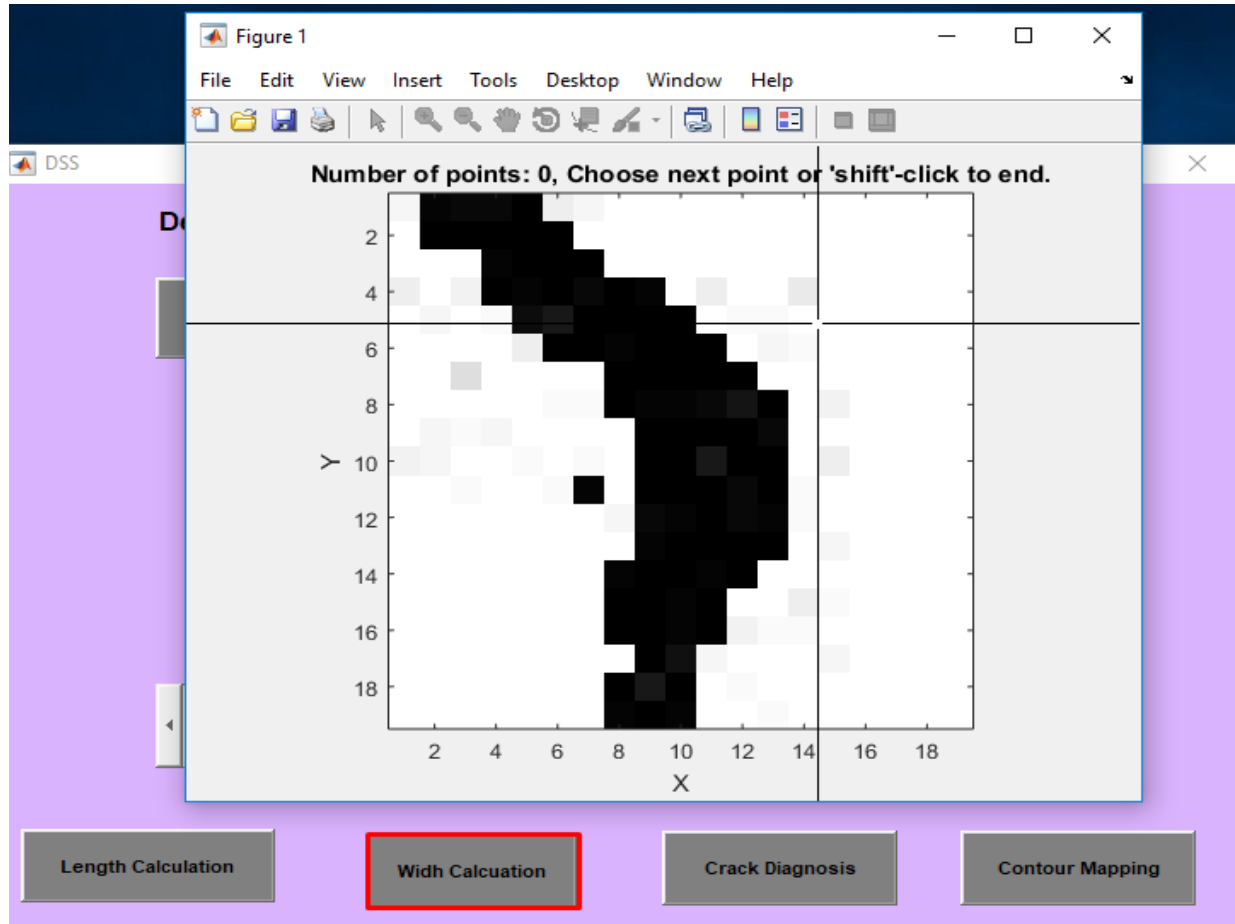 Figure 1
File Edit View Insert Tools Desktop Window Help
DSS
Number of points: 0, Choose next point or 'shift'-click to end.
2
4
6
8
10
12
14
16
18
Y
2 4 6 8 10 12 14 16 18
X
Length Calculation
Widh Calcuation
Crack Diagnosis
Contour Mapping